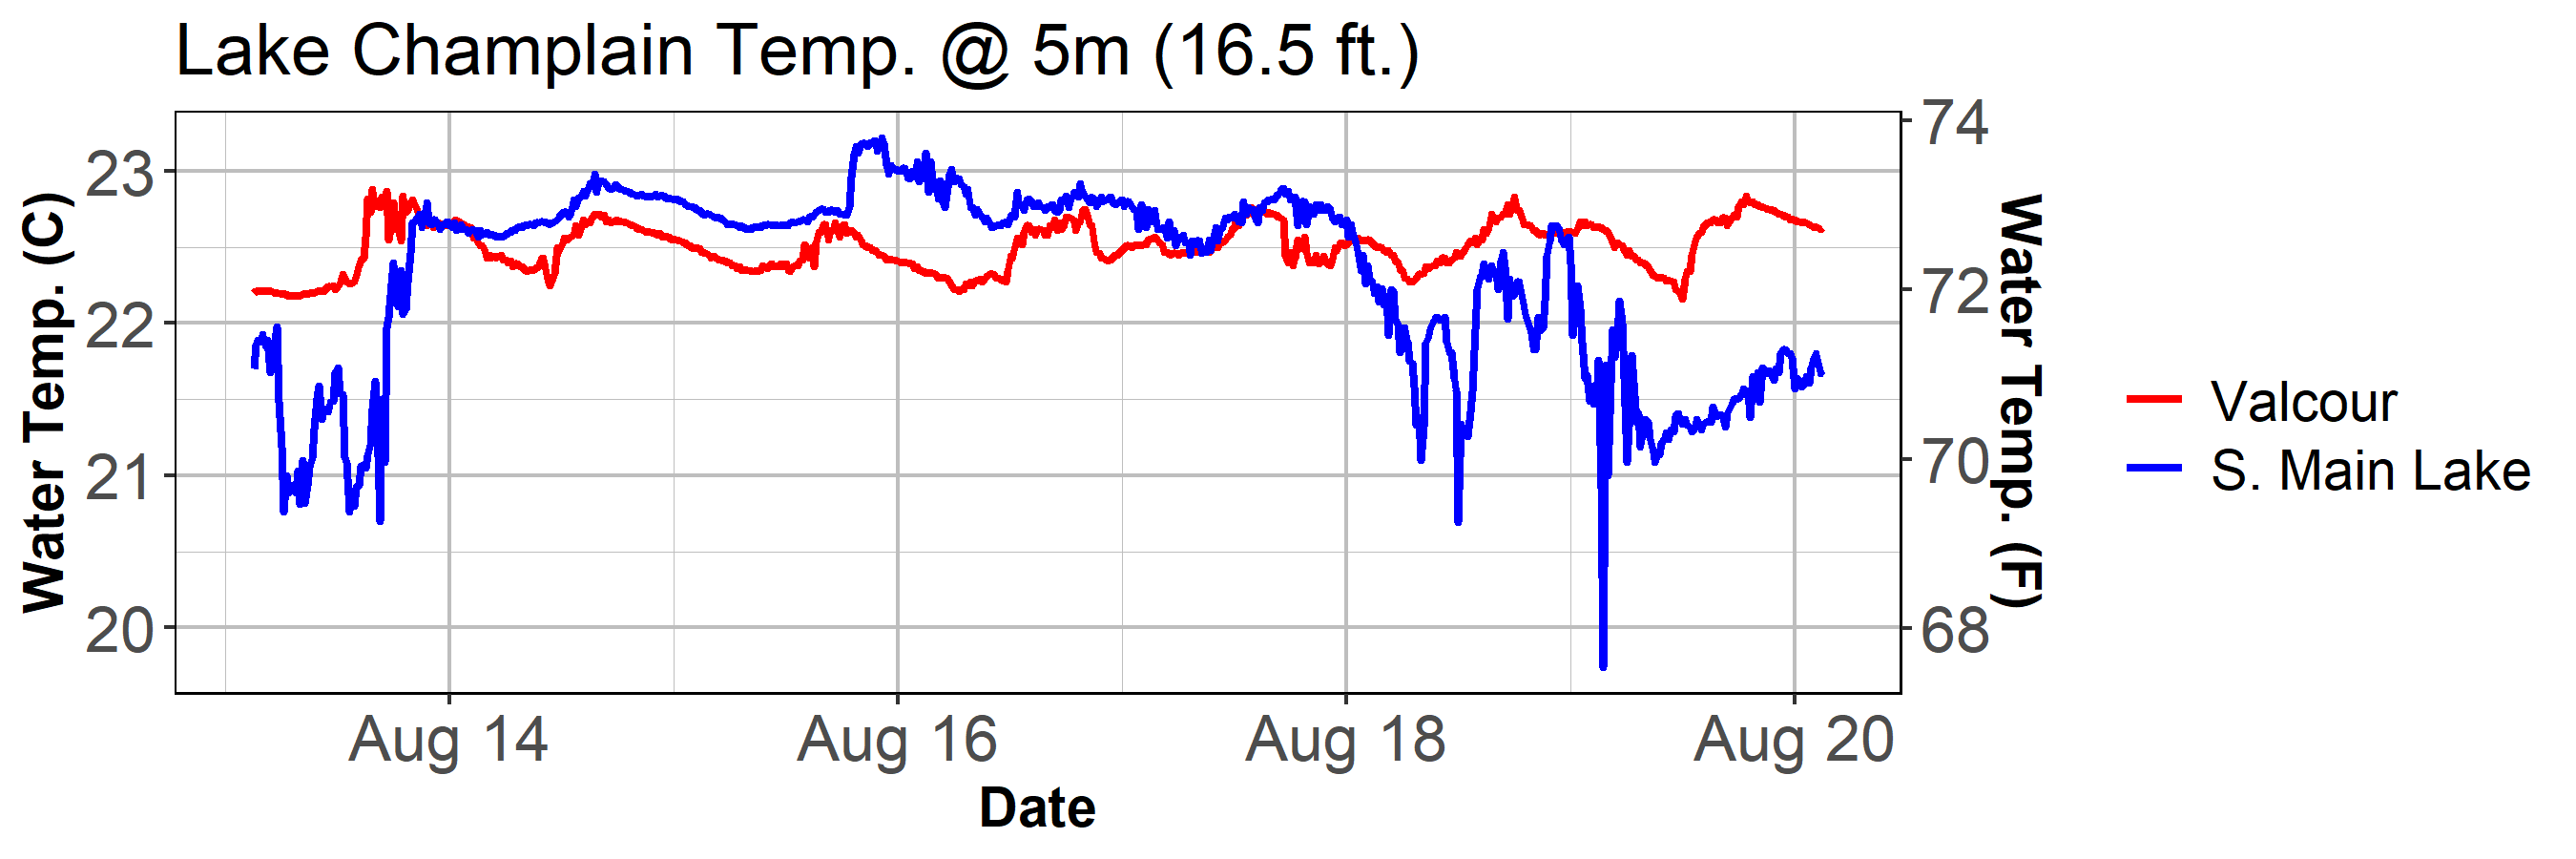 Lake Champlain Temp. @ 5m (16.5 ft.)
Water Temp. (C)
23
22
21
20
74
72
70
68
Water Temp. (F)
Aug 14
Aug 16
Aug 18
Aug 20
Date
Valcour
S. Main Lake